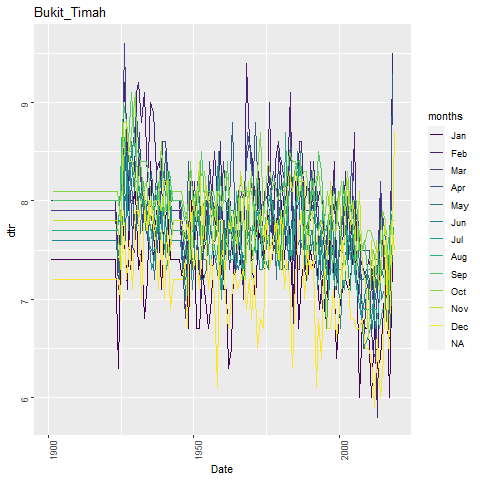 Bukit_Timah
dtr
9
8
7
6
1900
1950
2000
Date
months
Jan
Feb
Mar
Apr
May
Jun
Jul
Aug
Sep
Oct
Nov
Dec
NA